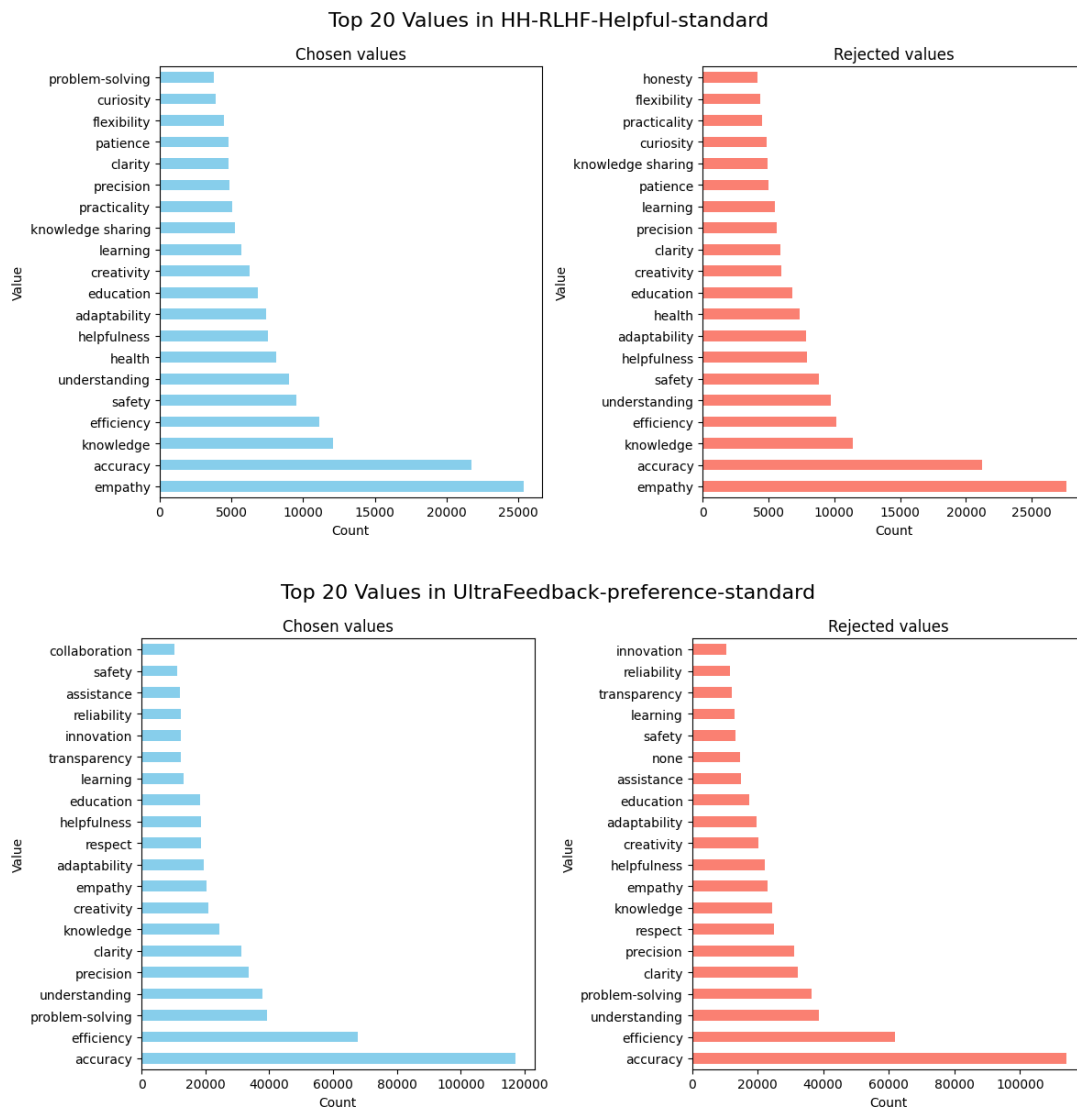 Top 20 Values in HH-RLHF-Helpful-standard
Chosen values
problem-solving
curiosity
flexibility
patience
clarity
precision
practicality
knowledge sharing
learning
creativity
education
adaptability
helpfulness
health
understanding
safety
efficiency
knowledge
accuracy
empathy
Value
0 5000 10000 15000 20000 25000
Count
Rejected values
honesty
flexibility
practicality
curiosity
knowledge sharing
patience
learning
precision
clarity
creativity
education
health
adaptability
helpfulness
safety
understanding
efficiency
knowledge
accuracy
empathy
Value
0 5000 10000 15000 20000 25000
Count
Top 20 Values in UltraFeedback-preference-standard
Chosen values
collaboration
safety
assistance
reliability
innovation
transparency
learning
education
helpfulness
respect
adaptability
empathy
creativity
knowledge
clarity
precision
understanding
problem-solving
efficiency
accuracy
Value
0 20000 40000 60000 80000 100000 120000
Count
Rejected values
innovation
reliability
transparency
learning
safety
none
assistance
education
adaptability
creativity
helpfulness
empathy
knowledge
respect
precision
clarity
problem-solving
understanding
efficiency
accuracy
Value
0 20000 40000 60000 80000 100000
Count